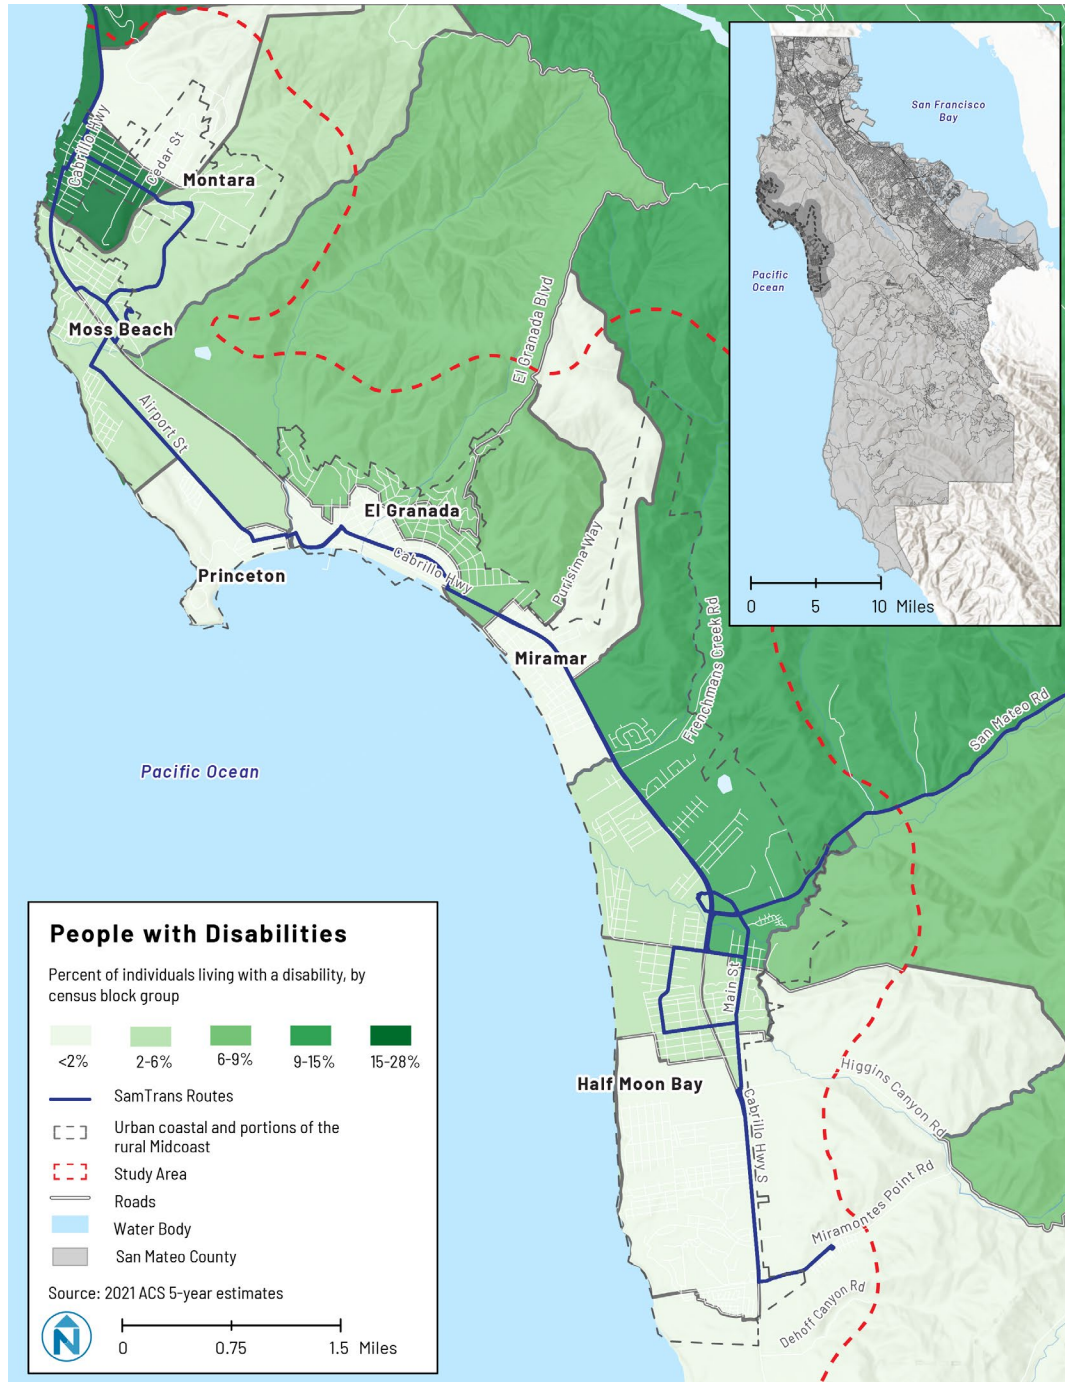 Cabrillo Hwy
Cedar St
Montara
Moss Beach
Airport St
El Granada Blvd
El Granada
Princeton
Cabrillo Hwy
Purisima Way
Miramar
Frenchmans Creek Rd
San Mateo Rd
Pacific Ocean
Main St
Half Moon Bay
Cabrillo Hwy S
Higgins Canyon Rd
Miramontes Point Rd
Dehoff Canyon Rd
San Francisco
Bay
Pacific
Ocean
0 5 10 Miles
People with Disabilities
Percent of individuals living with a disability, by
census block group
<2% 2-6% 6-9% 9-15% 15-28%
SamTrans Routes
Urban coastal and portions of the
rural Midcoast
Study Area
Roads
Water Body
San Mateo County
Source: 2021 ACS 5-year estimates
N
0 0.75 1.5 Miles